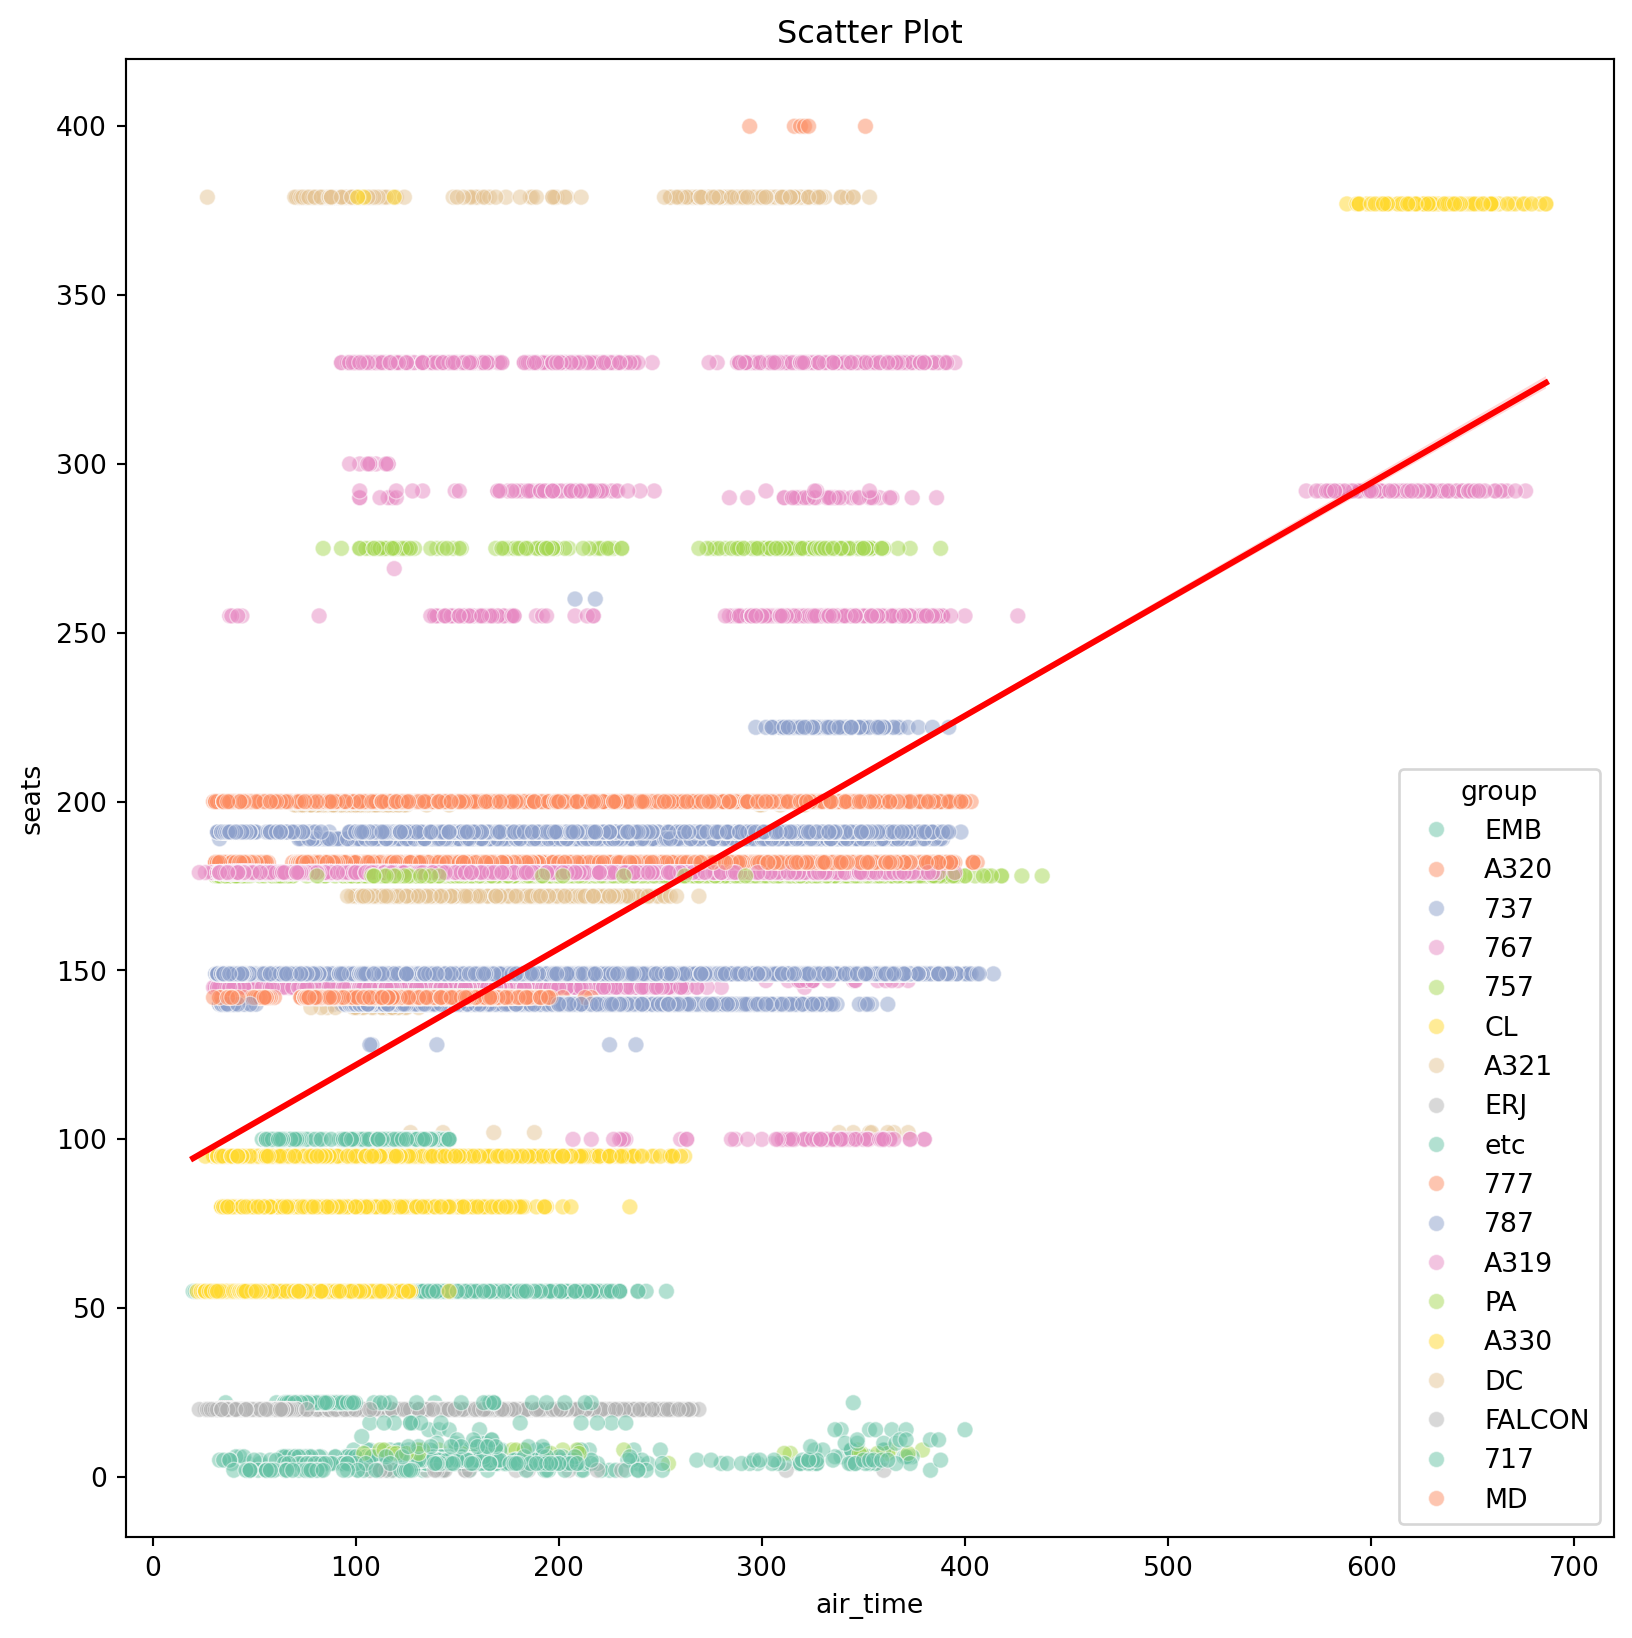 Scatter Plot
400
350
300
250
200
150
100
50
0
seats
0 100 200 300 400 500 600 700
air_time
group
EMB
A320
737
767
757
CL
A321
ERJ
etc
777
787
A319
PA
A330
DC
FALCON
717
MD